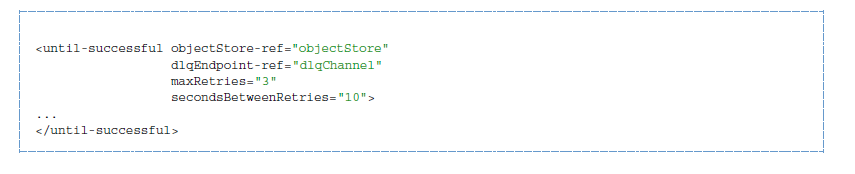 <until-successful objectStore-ref="objectStore"
dlqEndpoint-ref="dlqChannel"
maxRetries="3"
secondsBetweenRetries="10">
...
</until-successful>